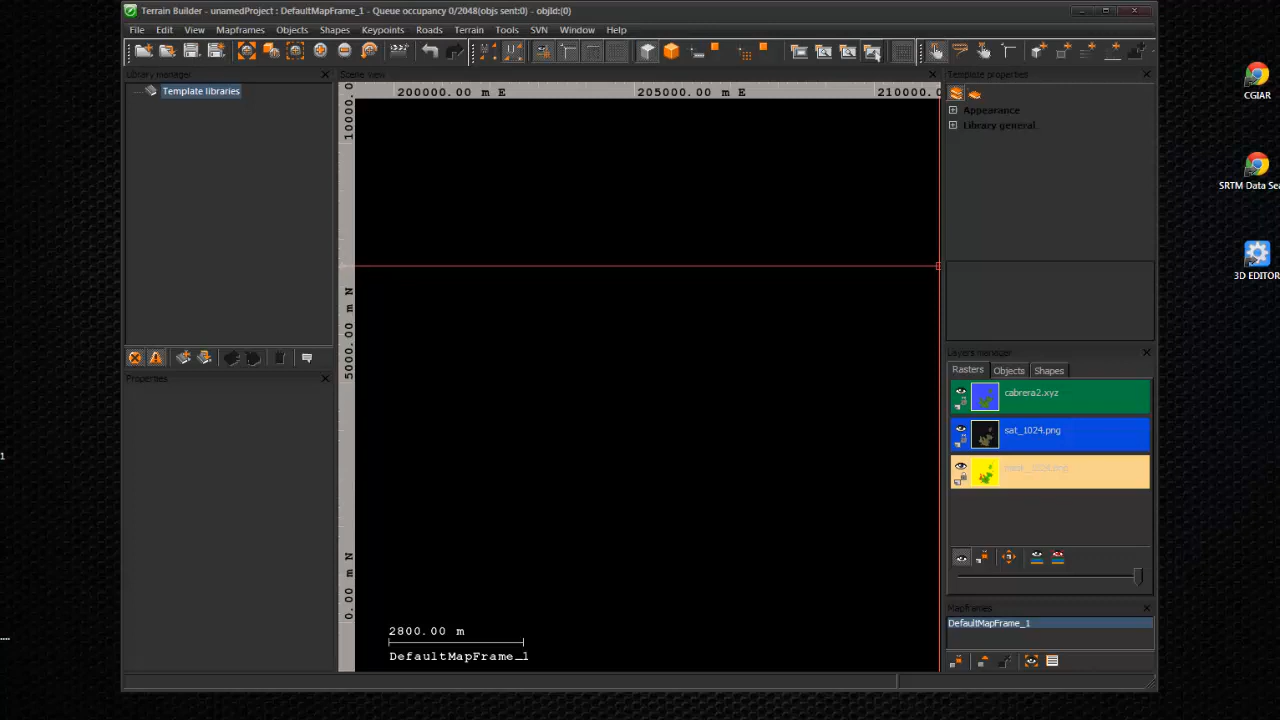 Terrain Builder - unamedProject : DefaultMapFrame_1 - Queue occupancy 0/2048(objs sent:0) - objId:(0)
File Edit View Mapframes Objects Shapes Keypoints Roads Terrain Tools SVN Window Help
Library manager
Scene view
Template properties
Template libraries
200000.00 m E
205000.00 m E
210000.0
10000.0
5000.00 m N
0.00 m N
Appearance
Library general
Properties
Layers manager
Rasters Objects Shapes
cabrera2.xyz
sat_1024.png
Mapframes
DefaultMapFrame_1
2800.00 m
DefaultMapFrame_1
CGIAR
SRTM Data Sea
3D EDITOR
1